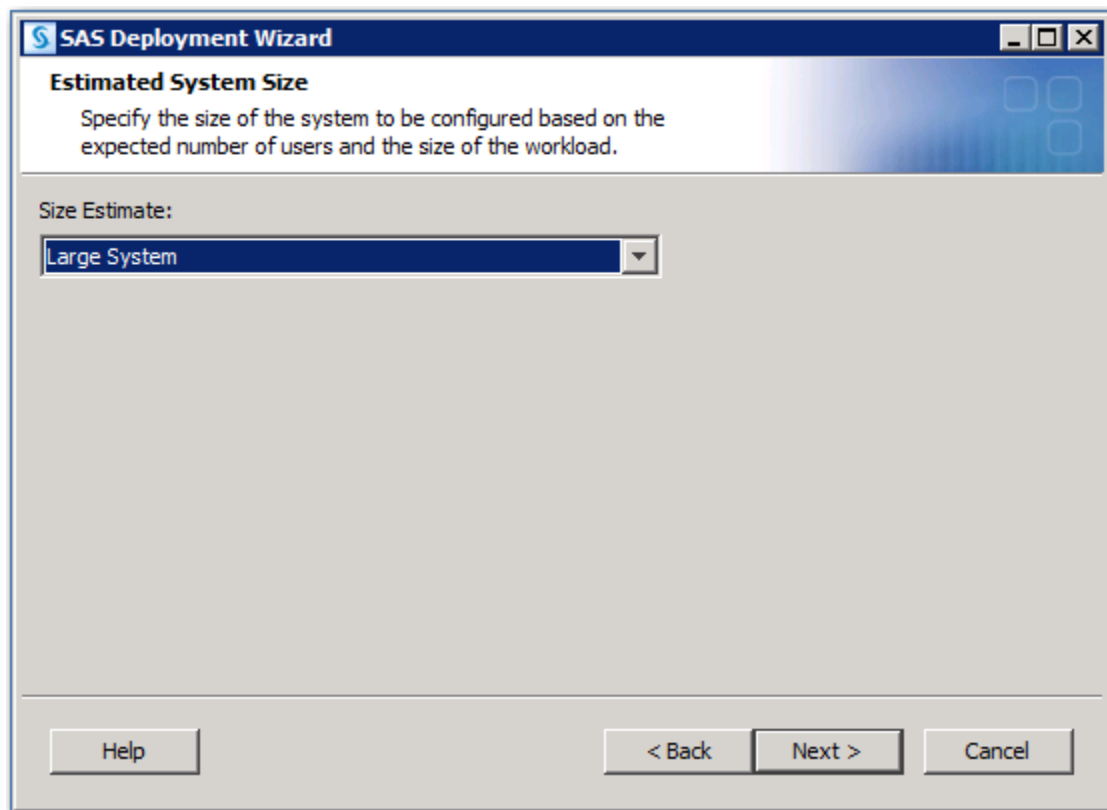 SAS Deployment Wizard
Estimated System Size
Specify the size of the system to be configured based on the
expected number of users and the size of the workload.
Size Estimate:
Large System
Help
< Back
Next >
Cancel